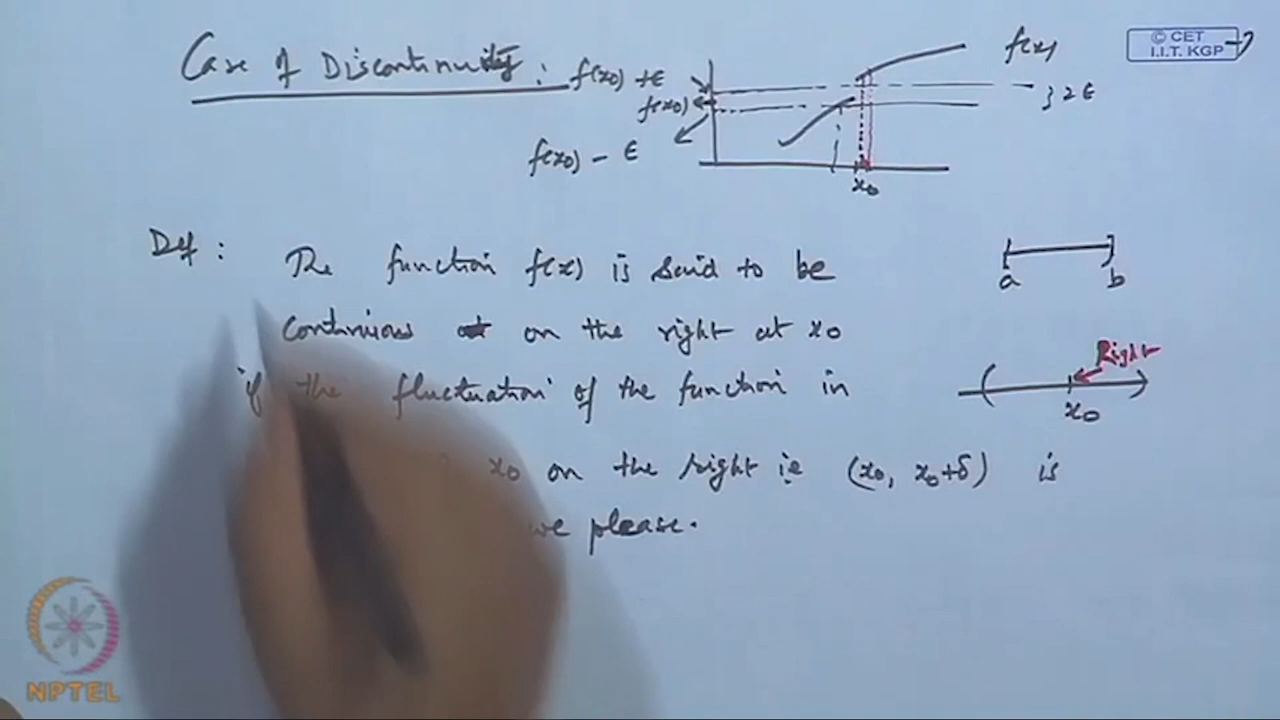 Case of Discontinuity :
f(x0) + ε
f(x0)
f(x0) - ε
f(x)
} 2 ε
x0
© CET
I.I.T. KGP
Def : The function f(x) is said to be
continuous on the right at x0
if the fluctuation of the function in
x0 on the right ie (x0, x0+δ) is
we please.
a b
Right
x0
NPTEL